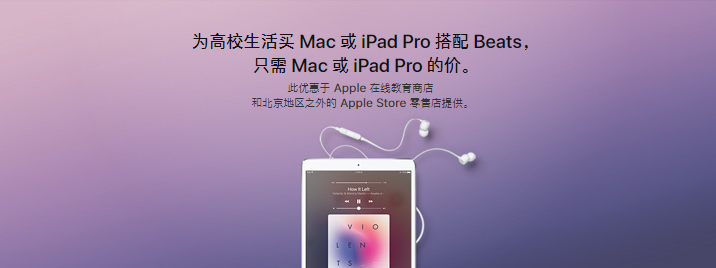 为高校生活买 Mac 或 iPad Pro 搭配 Beats，
只需 Mac 或 iPad Pro 的价。
此优惠于 Apple 在线教育商店
和北京地区之外的 Apple Store 零售店提供。
How It Left
VIO
LEN
TS